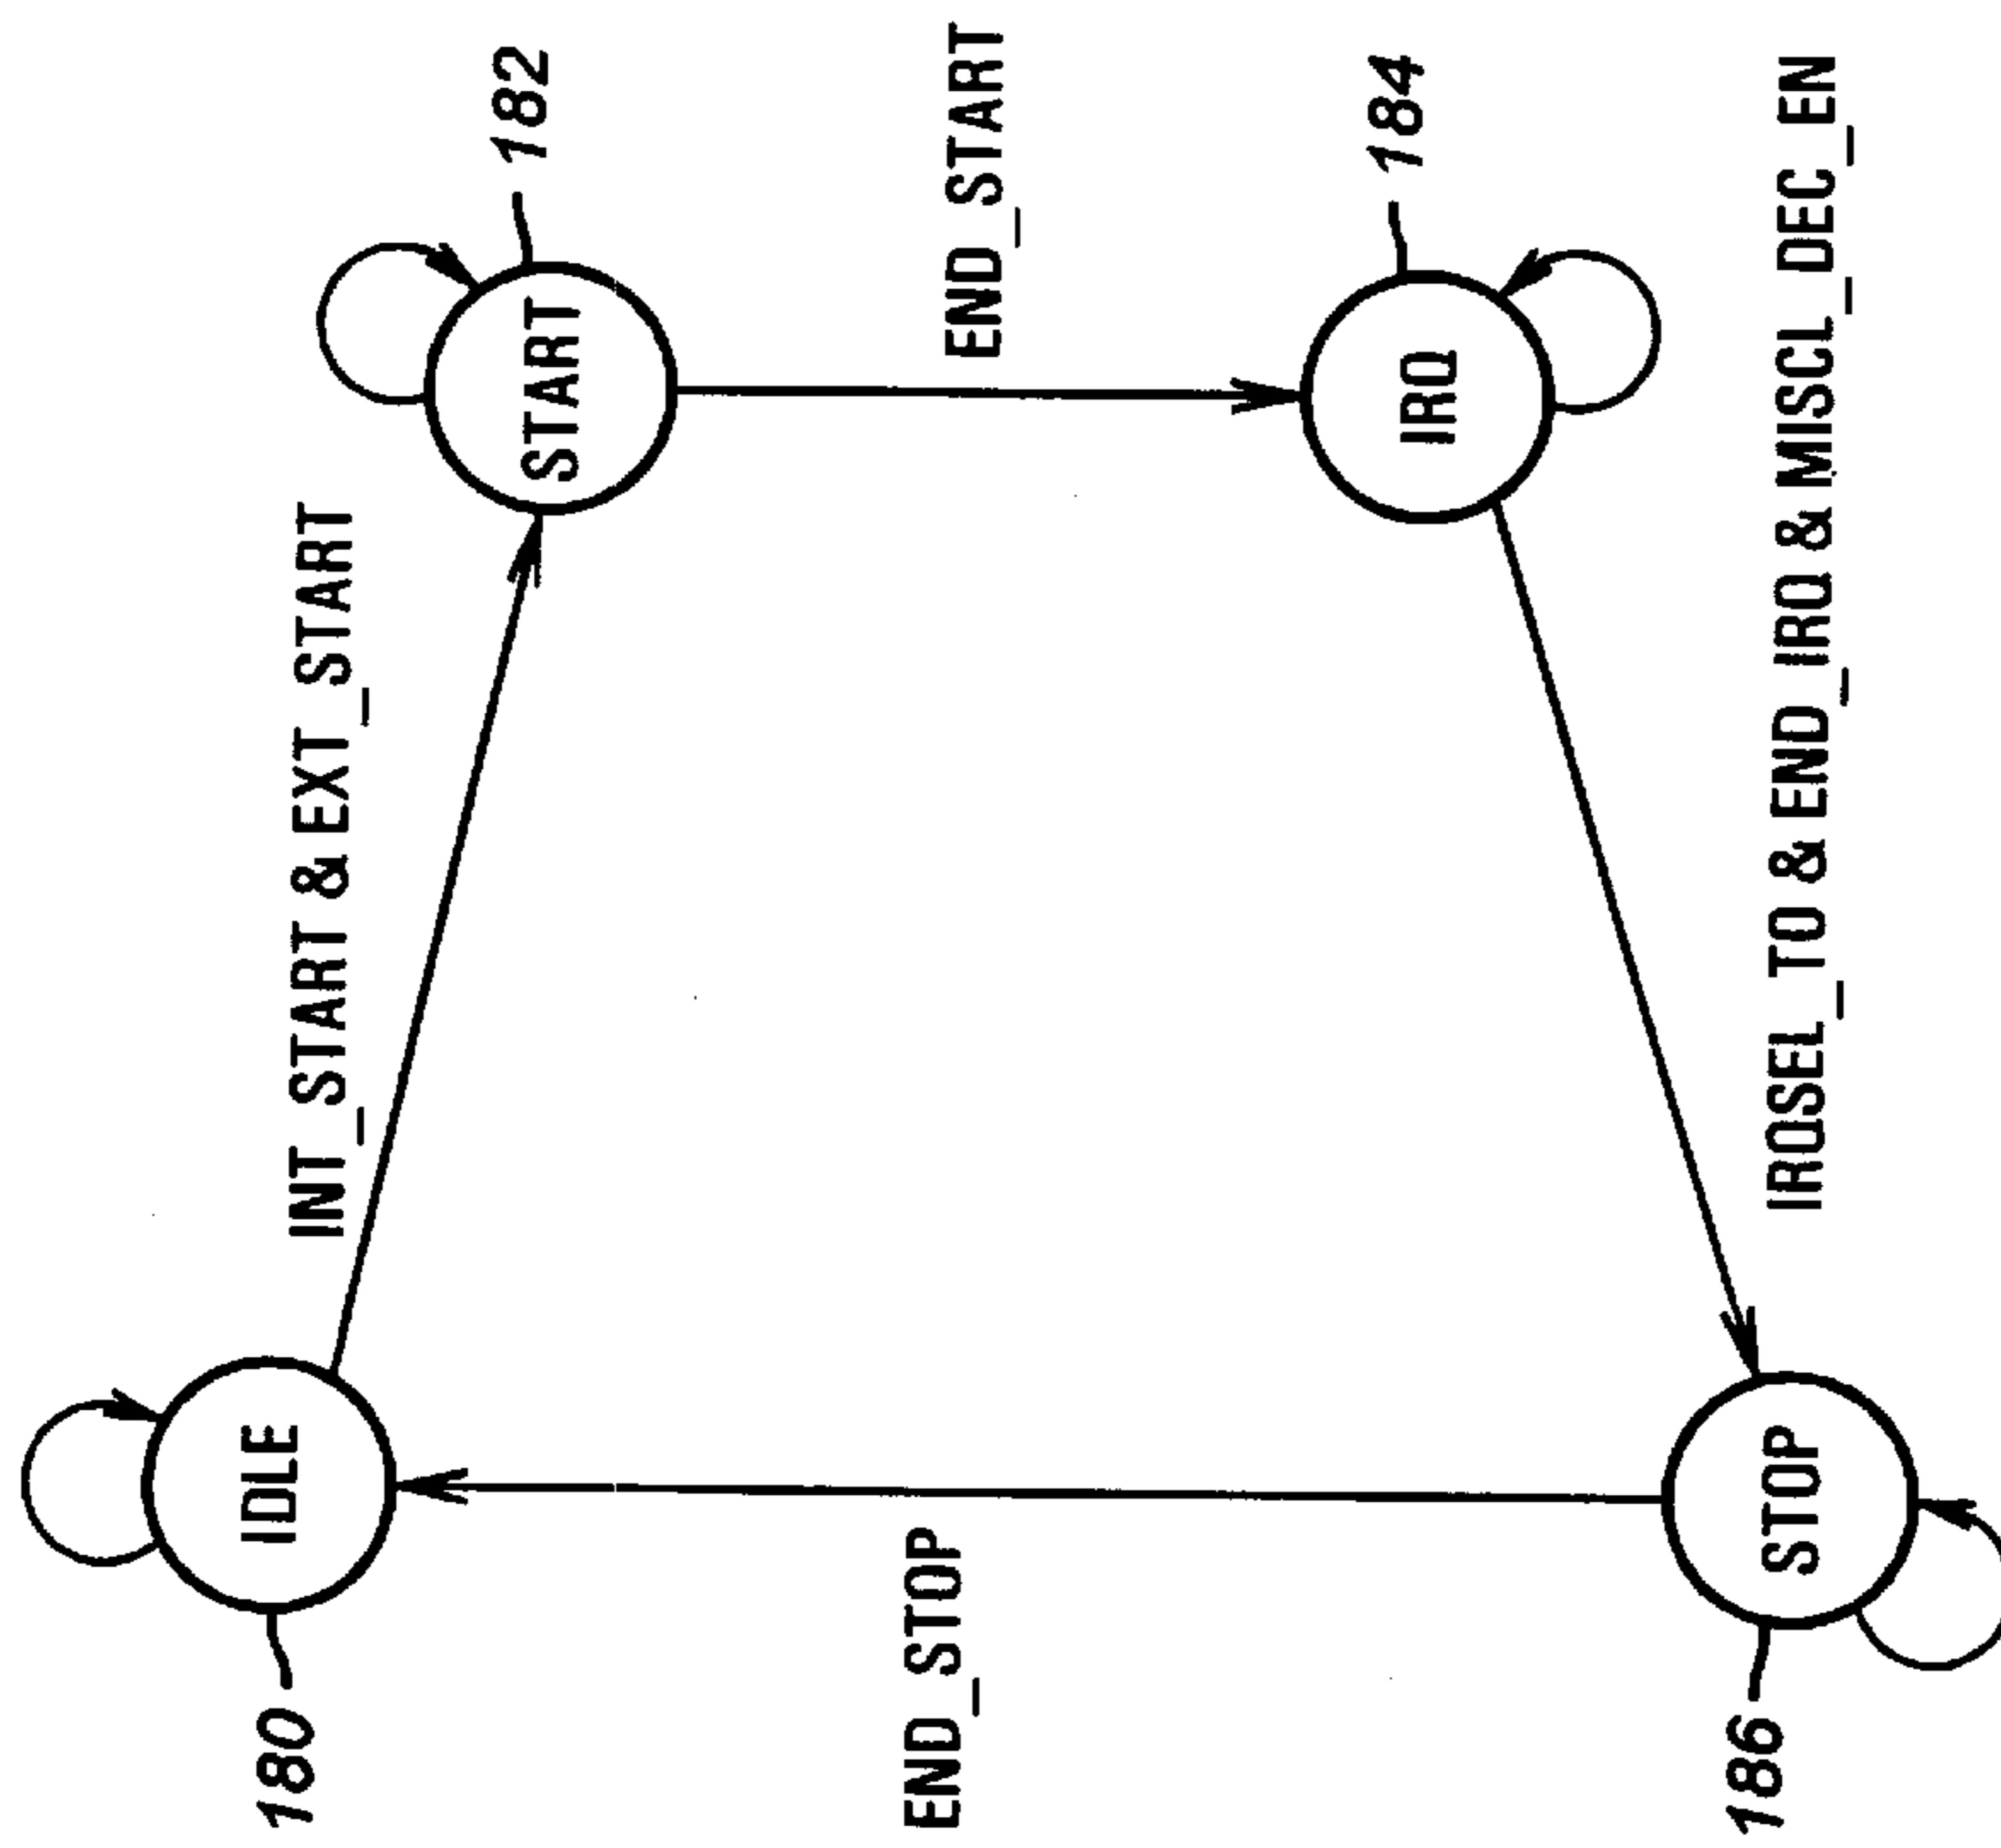 180
IDLE
INT_START & EXT_START
START
182
END_STOP
END_START
IRQ
184
186
STOP
IRQSEL_TO & END_IRQ & MISCL_DEC_EN